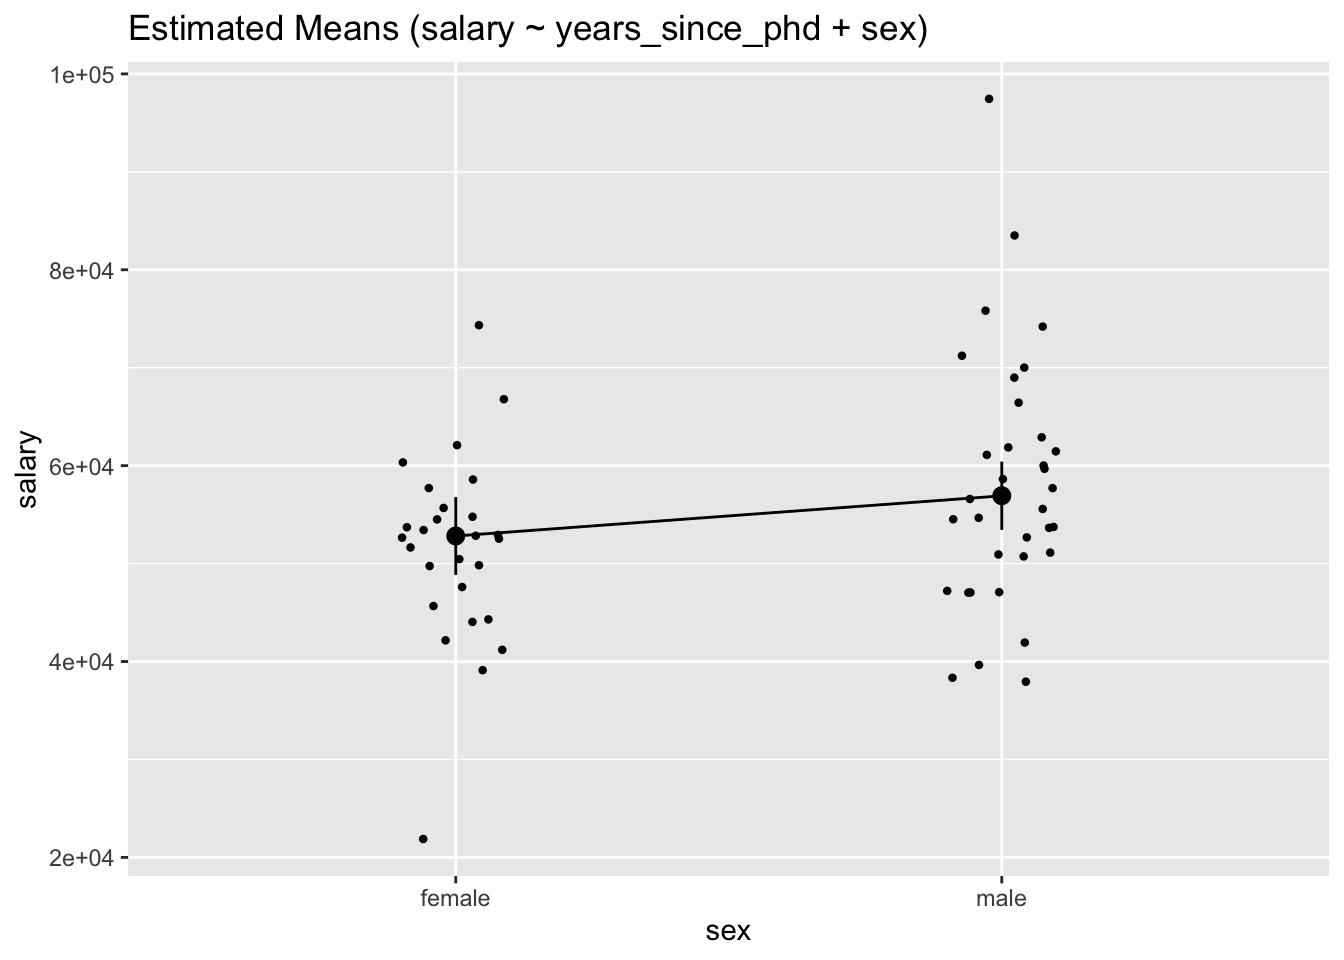 Estimated Means (salary ~ years_since_phd + sex)
1e+05
8e+04
6e+04
4e+04
2e+04
salary
female
male
sex